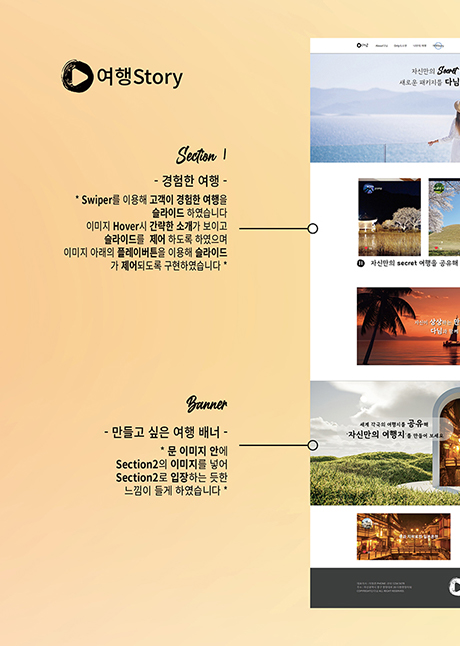 여행Story
Section 1
- 경험한 여행 -
* Swiper를 이용해 고객이 경험한 여행을
슬라이드 하였습니다
이미지 Hover시 간략한 소개가 보이고
슬라이드를 제어 하도록 하였으며
이미지 아래의 플레이버튼을 이용해 슬라이드
가 제어되도록 구현하였습니다 *
Banner
- 만들고 싶은 여행 배너 -
* 문 이미지 안에
Section2의 이미지를 넣어
Section2로 입장하는 듯한
느낌이 들게 하였습니다 *
자신만의 Secret
새로운 패키지를 다님
자신만의 secret 여행을 공유해
세계 각국의 여행지를 공유해
자신만의 여행지를 만들어 보세요